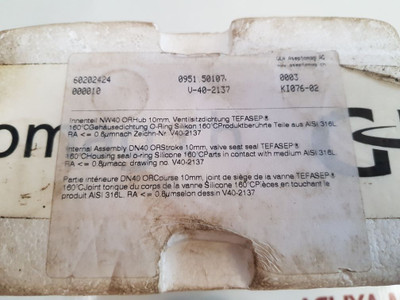 60202424 0951.50107 0003
000010 V-40-2137 KI076-02
Innenteil NW40 ORHub 10mm, Ventilsitzdichtung TEFASEP®
160°CGehäusedichtung O-Ring Silikon 160°CProduktberührte Teile aus AISI 316L.
RA <= 0,8µmnach Zeichn-Nr. V40-2137
Internal Assembly DN40 ORStroke 10mm, valve seat seal TEFASEP®
160°CHousing seal o-ring Silicone 160°CParts in contact with medium AISI 316L.
RA <= 0,8µmacc. drawing no. V40-2137
Partie intérieure DN40 ORCourse 10mm, joint de siège de la vanne TEFASEP®
160°CJoint torique du corps de la vanne Silicone 160°CPièces en touchant le
produit AISI 316L. RA <= 0,8µmselon dessin V40-2137
om